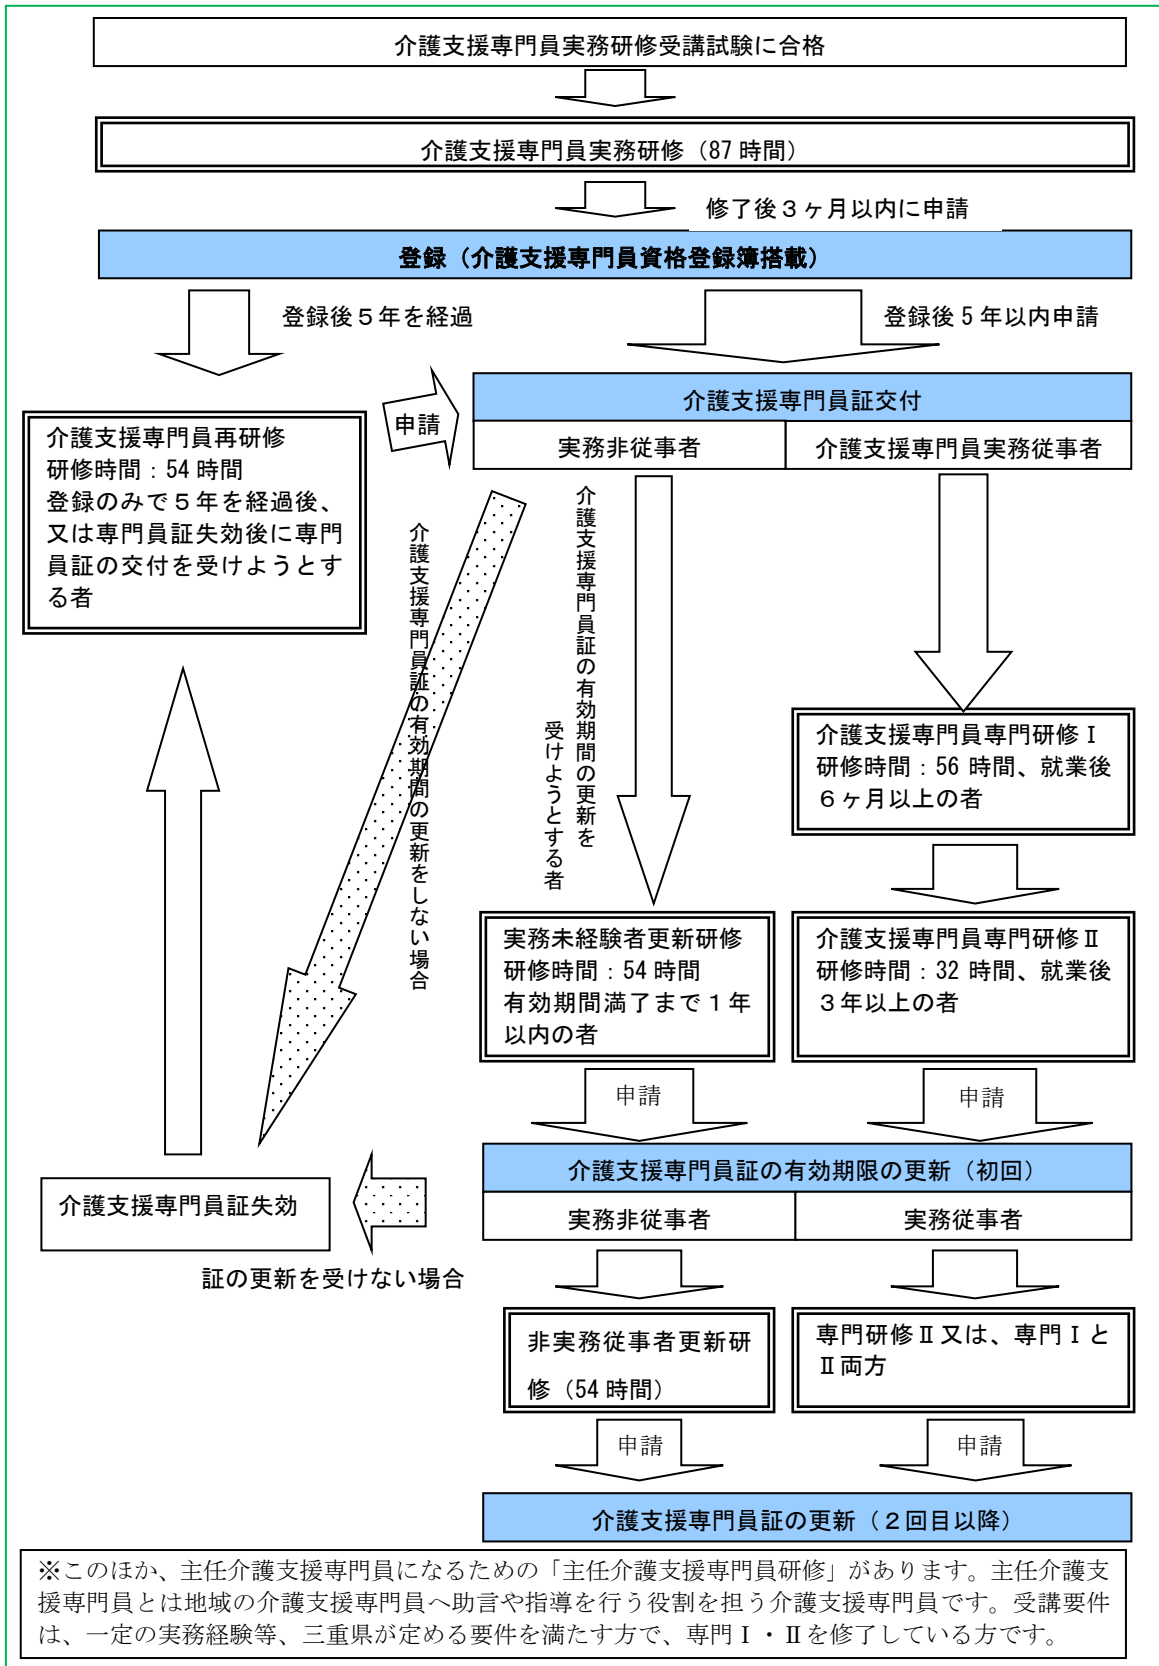 介護支援専門員実務研修受講試験に合格
介護支援専門員実務研修（87 時間）
修了後３ヶ月以内に申請
登録（介護支援専門員資格登録簿搭載）
登録後５年を経過
登録後 5 年以内申請
介護支援専門員証交付
実務非従事者
介護支援専門員実務従事者
申請
介護支援専門員再研修
研修時間：54 時間
登録のみで５年を経過後、
又は専門員証失効後に専門
員証の交付を受けようとす
る者
介護支援専門員証の有効期間の更新をしない場合
介護支援専門員証の有効期間の更新を
受けようとする者
介護支援専門員専門研修Ⅰ
研修時間：56 時間、就業後
６ヶ月以上の者
実務未経験者更新研修
研修時間：54 時間
有効期間満了まで１年
以内の者
介護支援専門員専門研修Ⅱ
研修時間：32 時間、就業後
３年以上の者
申請
申請
介護支援専門員証の有効期限の更新（初回）
実務非従事者
実務従事者
介護支援専門員証失効
証の更新を受けない場合
非実務従事者更新研
修（54 時間）
専門研修Ⅱ又は、専門Ⅰと
Ⅱ両方
申請
申請
介護支援専門員証の更新（２回目以降）
※このほか、主任介護支援専門員になるための「主任介護支援専門員研修」があります。主任介護支
援専門員とは地域の介護支援専門員へ助言や指導を行う役割を担う介護支援専門員です。受講要件
は、一定の実務経験等、三重県が定める要件を満たす方で、専門Ⅰ・Ⅱを修了している方です。